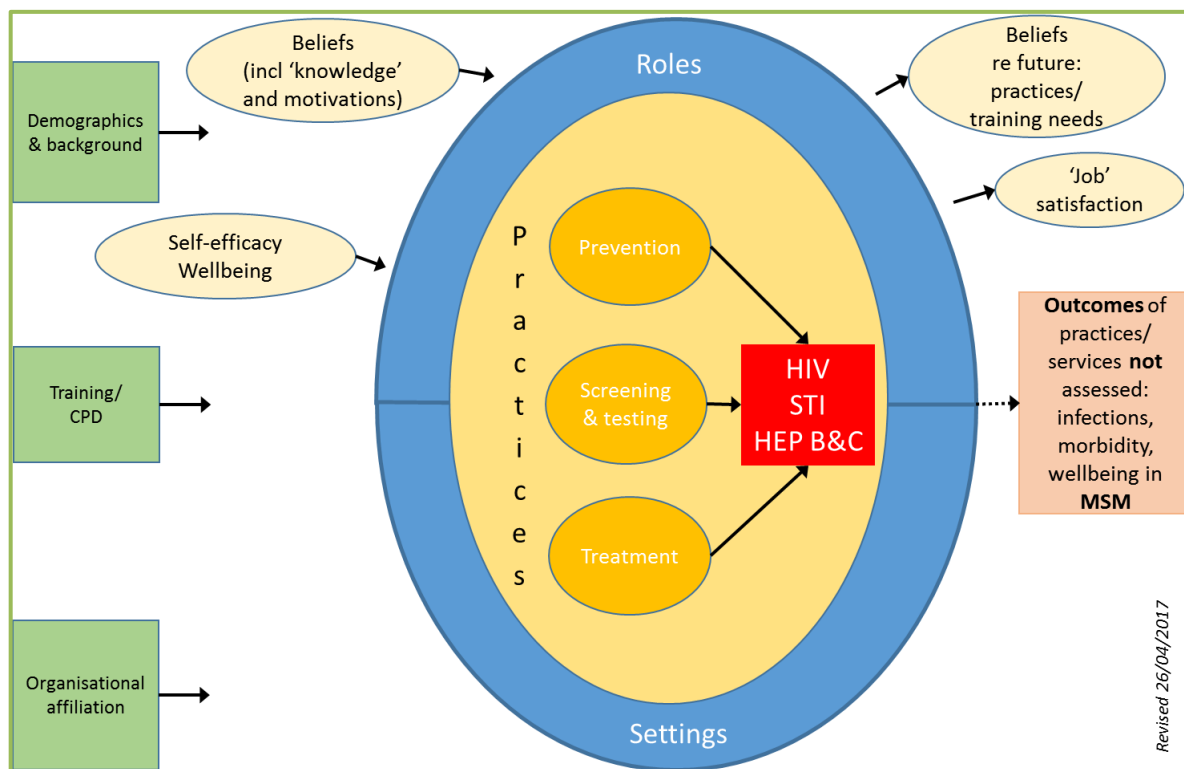 Demographics
& background
Training/
CPD
Organisational
affiliation
Beliefs
(incl ‘knowledge’
and motivations)
Self-efficacy
Wellbeing
Roles
Practices
Prevention
Screening
& testing
Treatment
HIV
STI
HEP B&C
Settings
Beliefs
re future:
practices/
training needs
‘Job’
satisfaction
Outcomes of
practices/
services not
assessed:
infections,
morbidity,
wellbeing in
MSM
Revised 26/04/2017